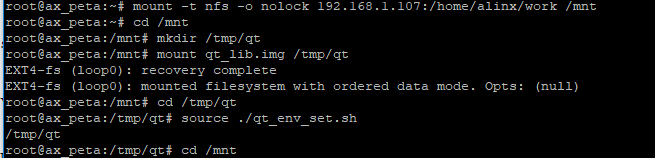 root@ax_peta:~# mount -t nfs -o nolock 192.168.1.107:/home/alinx/work /mnt
root@ax_peta:~# cd /mnt
root@ax_peta:/mnt# mkdir /tmp/qt
root@ax_peta:/mnt# mount qt_lib.img /tmp/qt
EXT4-fs (loop0): recovery complete
EXT4-fs (loop0): mounted filesystem with ordered data mode. Opts: (null)
root@ax_peta:/mnt# cd /tmp/qt
root@ax_peta:/tmp/qt# source ./qt_env_set.sh
/tmp/qt
root@ax_peta:/tmp/qt# cd /mnt